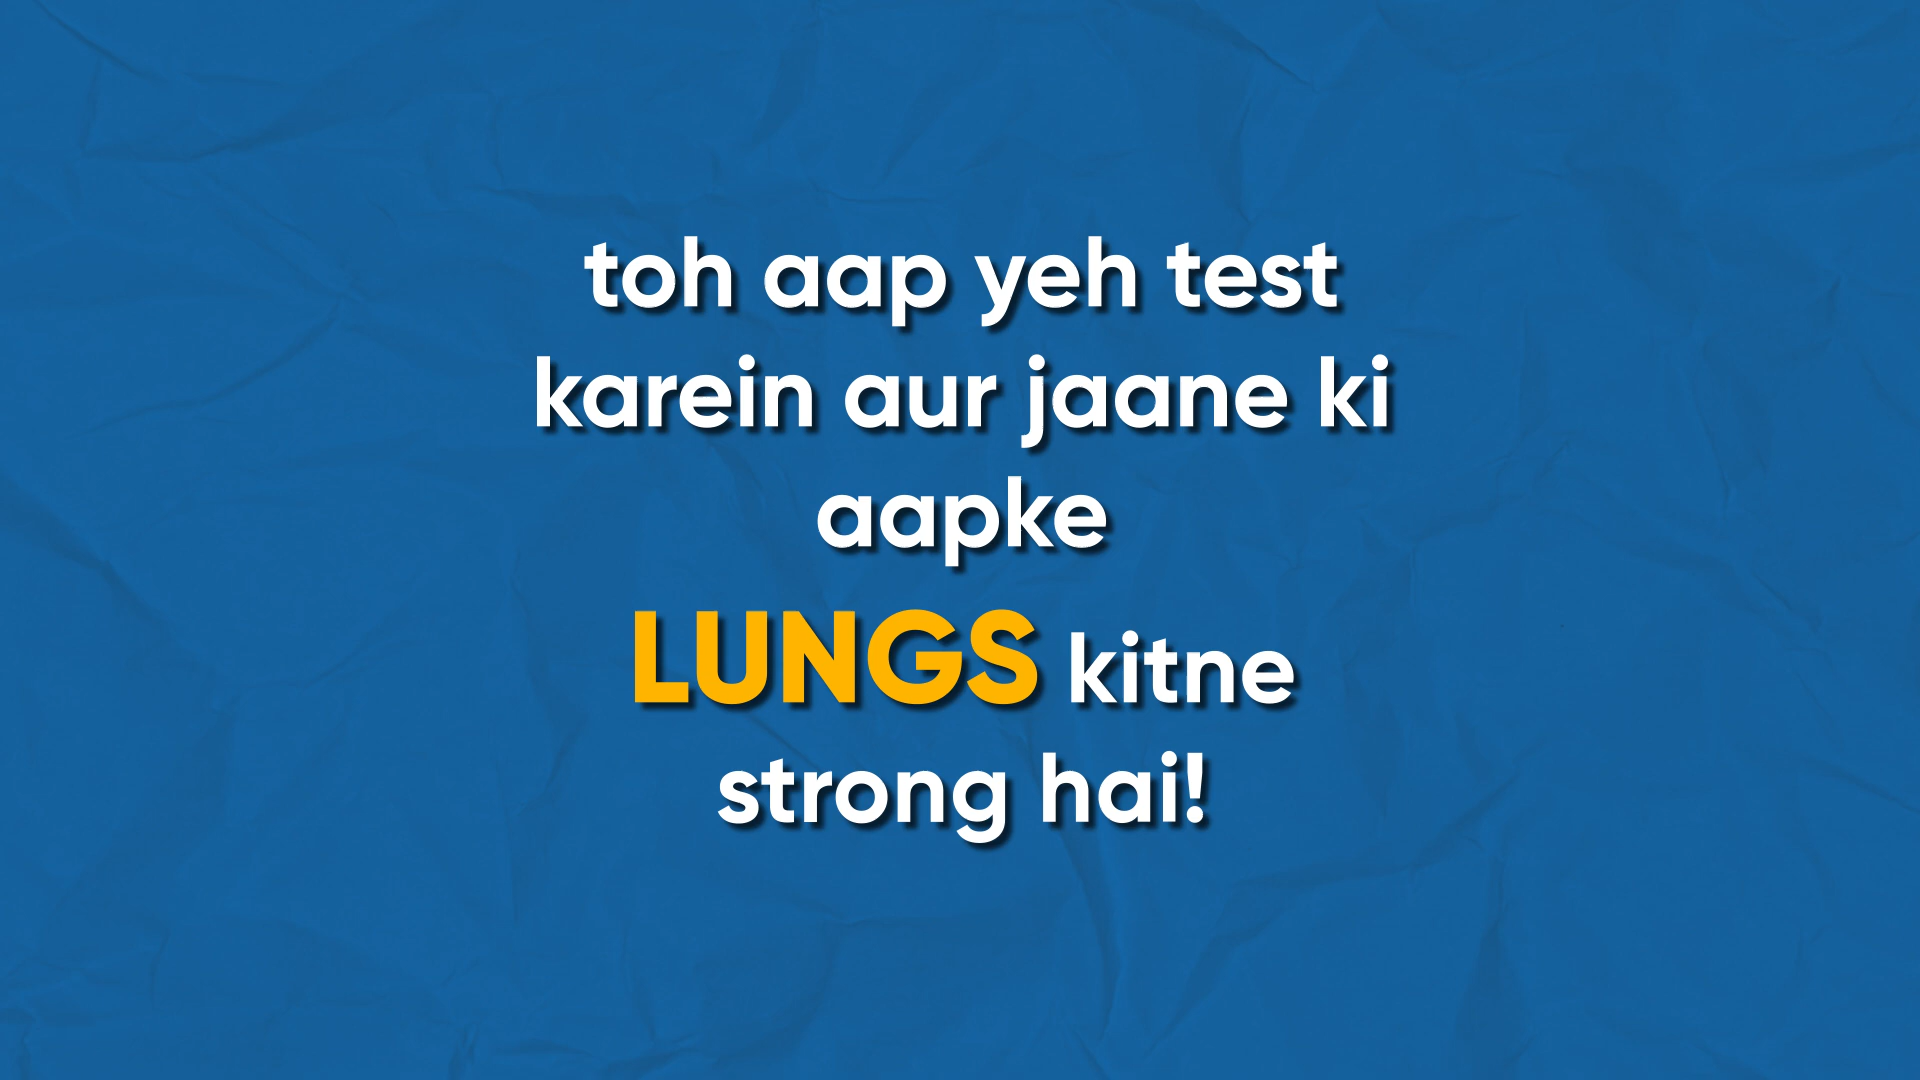 toh aap yeh test
karein aur jaane ki
aapke
LUNGS kitne
strong hai!